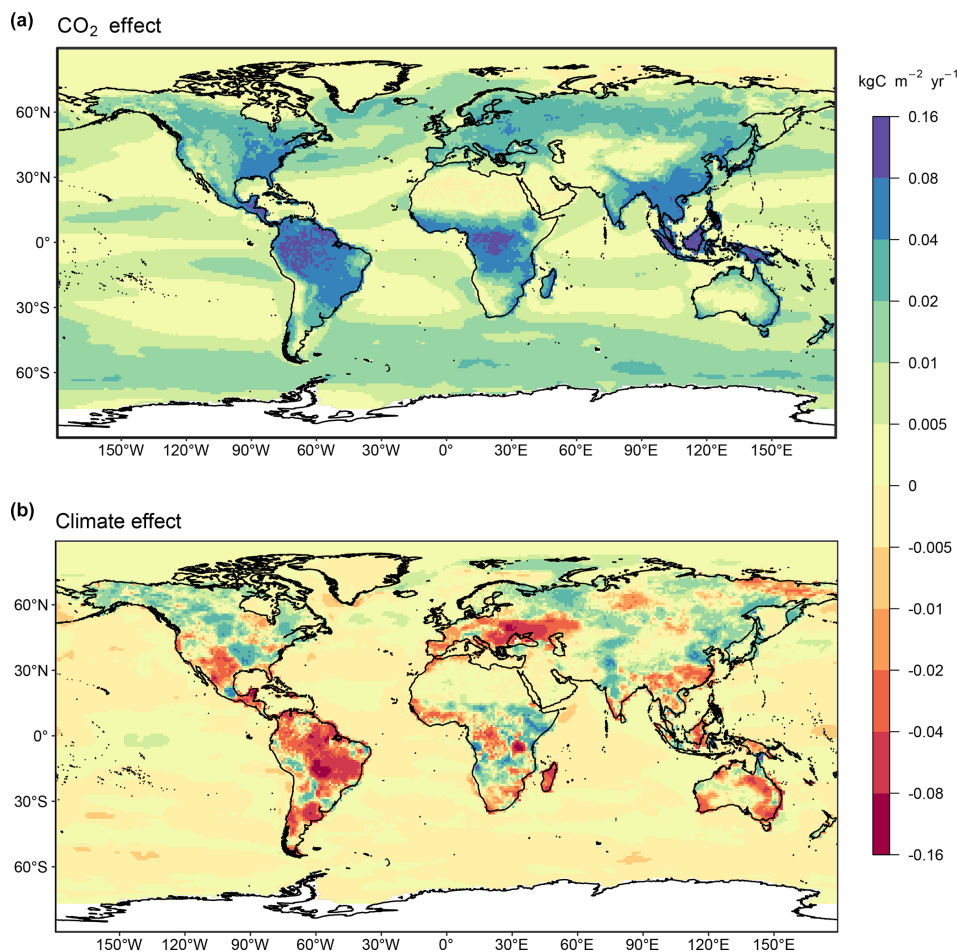 (a) CO₂ effect
kgC m⁻² yr⁻¹
60°N
30°N
0°
30°S
60°S
150°W 120°W 90°W 60°W 30°W 0° 30°E 60°E 90°E 120°E 150°E
0.16
0.08
0.04
0.02
0.01
0.005
0
-0.005
-0.01
-0.02
-0.04
-0.08
-0.16
(b) Climate effect
60°N
30°N
0°
30°S
60°S
150°W 120°W 90°W 60°W 30°W 0° 30°E 60°E 90°E 120°E 150°E